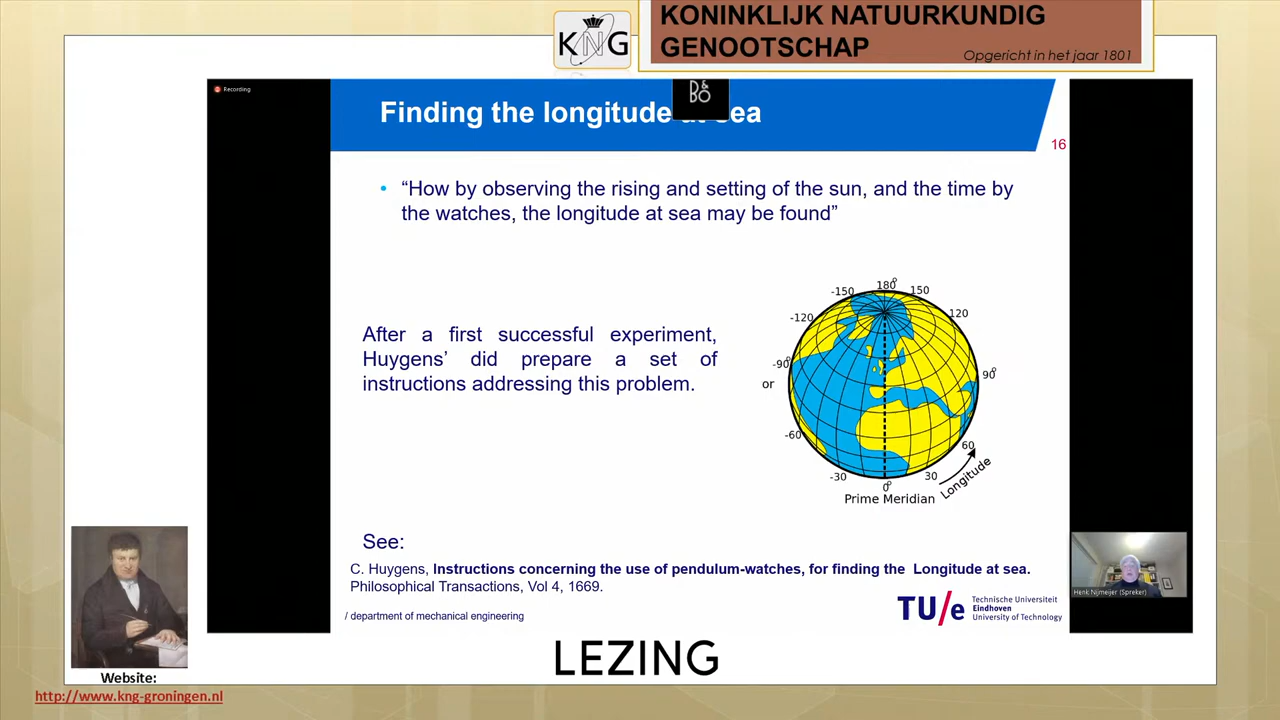 KNG
KONINKLIJK NATUURKUNDIG
GENOOTSCHAP
Opgericht in het jaar 1801
Recording
Finding the longitude at sea
16
• “How by observing the rising and setting of the sun, and the time by
the watches, the longitude at sea may be found”
After a first successful experiment,
Huygens’ did prepare a set of
instructions addressing this problem.
or
-150
180°
150
-120
120
-90°
90°
-60
60
-30
0°
30
Longitude
Prime Meridian
See:
C. Huygens, Instructions concerning the use of pendulum-watches, for finding the Longitude at sea.
Philosophical Transactions, Vol 4, 1669.
/ department of mechanical engineering
TU/e
Technische Universiteit
Eindhoven
University of Technology
Henk Nijmeijer (Spreker)
LEZING
Website:
http://www.kng-groningen.nl